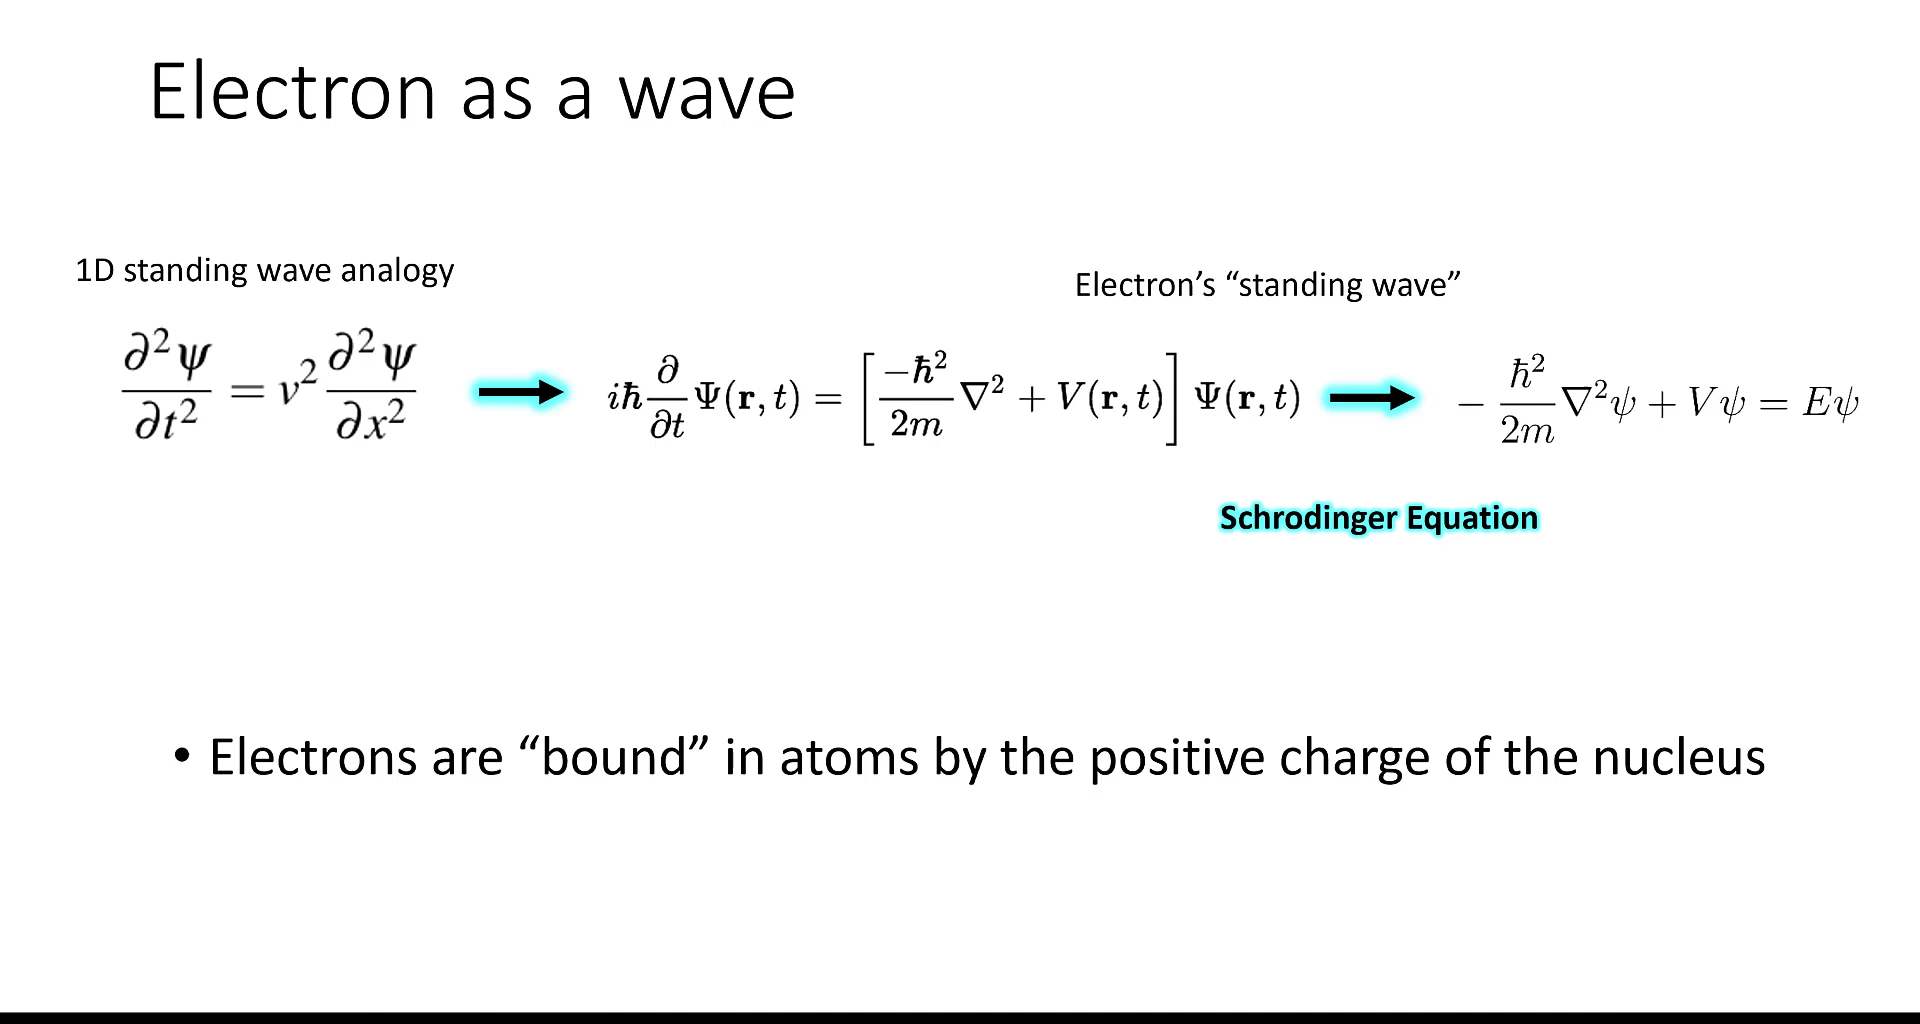 Electron as a wave
1D standing wave analogy
Electron’s “standing wave”
∂²ψ/∂t² = v² ∂²ψ/∂x²
iħ ∂/∂t Ψ(r, t) = [−ħ²/2m ∇² + V(r, t)] Ψ(r, t)
− ħ²/2m ∇²ψ + Vψ = Eψ
Schrodinger Equation
• Electrons are “bound” in atoms by the positive charge of the nucleus